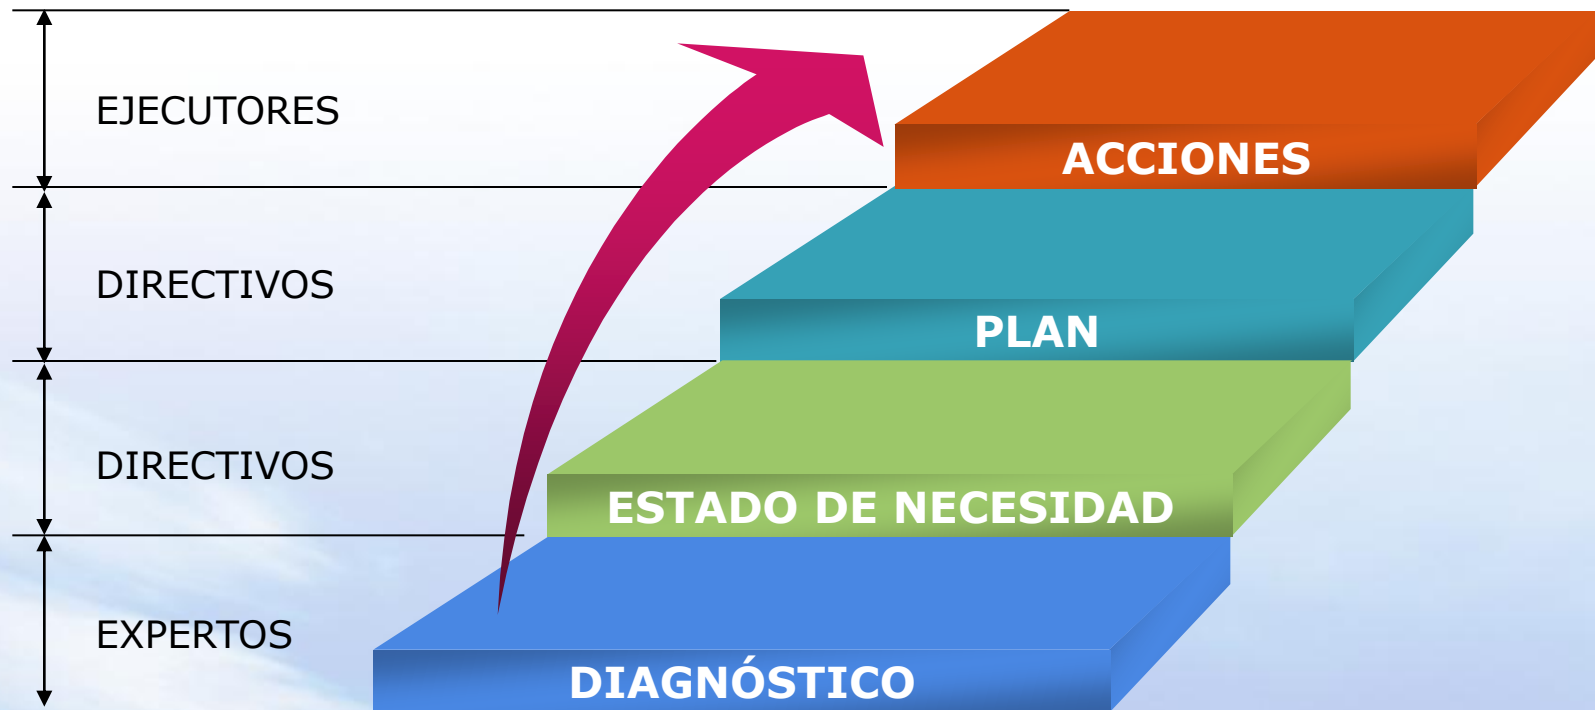 EJECUTORES
ACCIONES
DIRECTIVOS
PLAN
DIRECTIVOS
ESTADO DE NECESIDAD
EXPERTOS
DIAGNÓSTICO